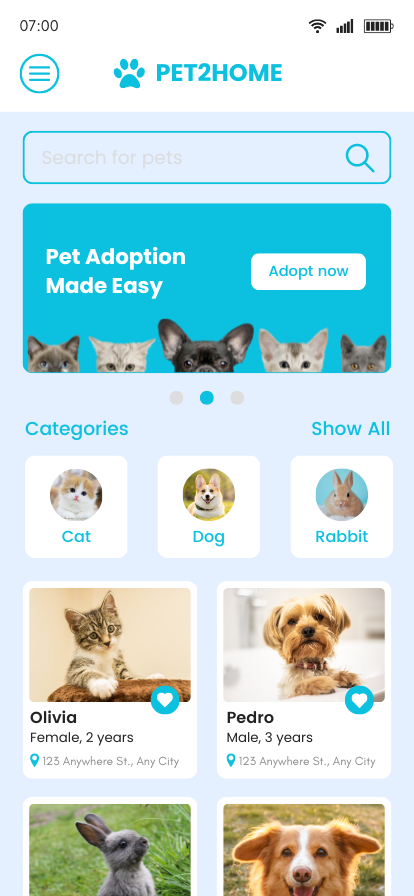 07:00
PET2HOME
Search for pets
Pet Adoption
Made Easy
Adopt now
Categories
Show All
Cat
Dog
Rabbit
Olivia
Female, 2 years
123 Anywhere St., Any City
Pedro
Male, 3 years
123 Anywhere St., Any City